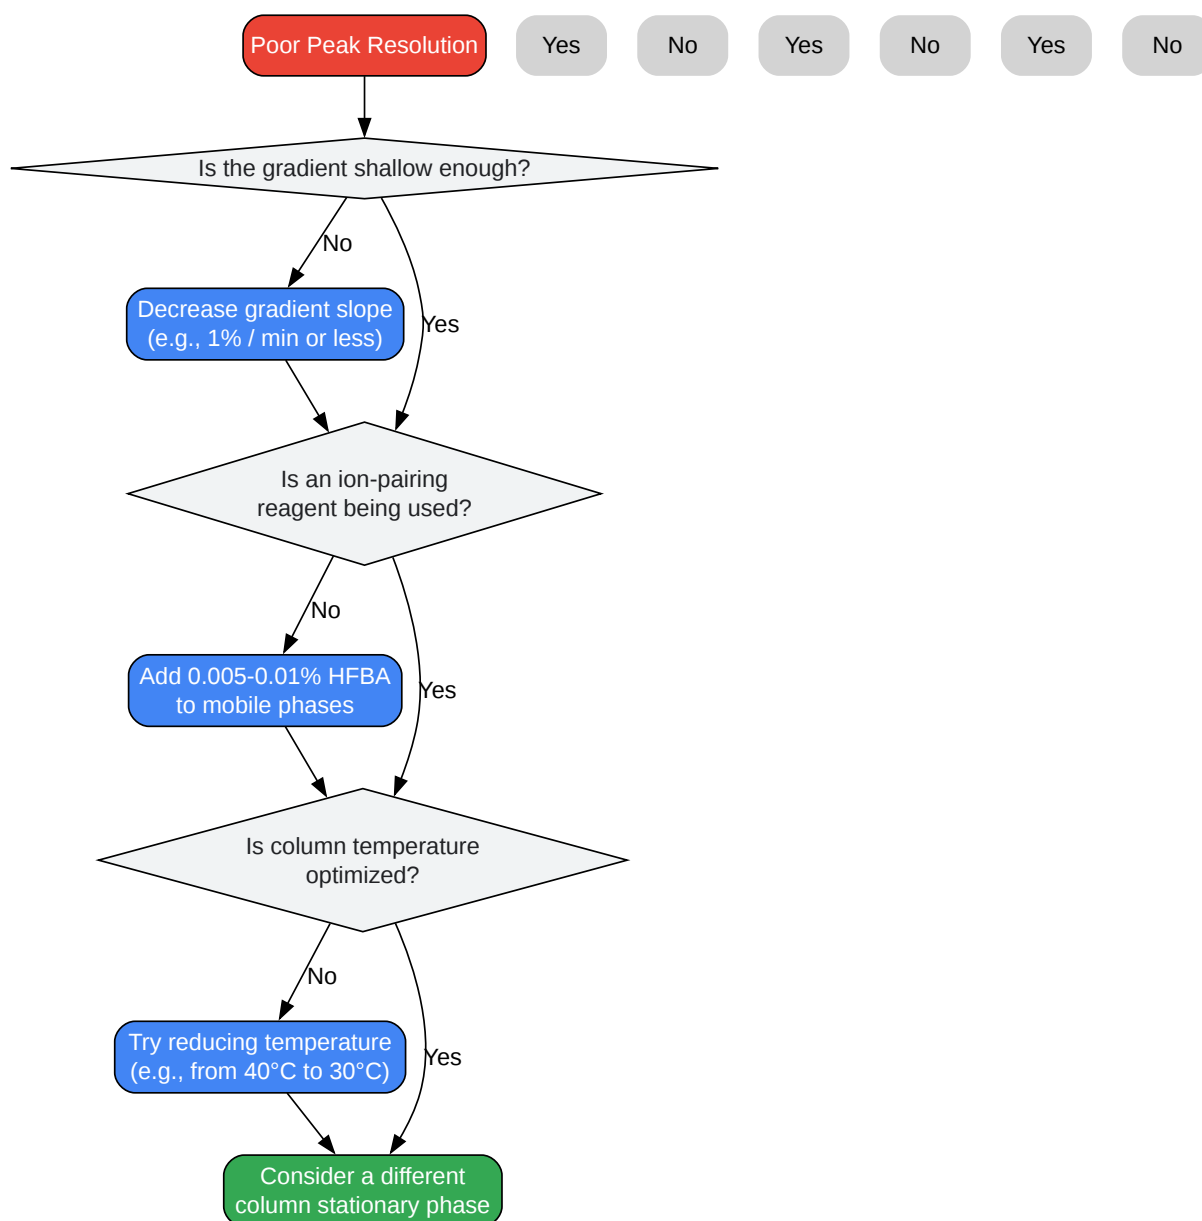 Poor Peak Resolution
Yes
No
Yes
No
Yes
No
Is the gradient shallow enough?
No
Decrease gradient slope
(e.g., 1% / min or less)
Yes
Is an ion-pairing
reagent being used?
No
Add 0.005-0.01% HFBA
to mobile phases
Yes
Is column temperature
optimized?
No
Try reducing temperature
(e.g., from 40°C to 30°C)
Yes
Consider a different
column stationary phase